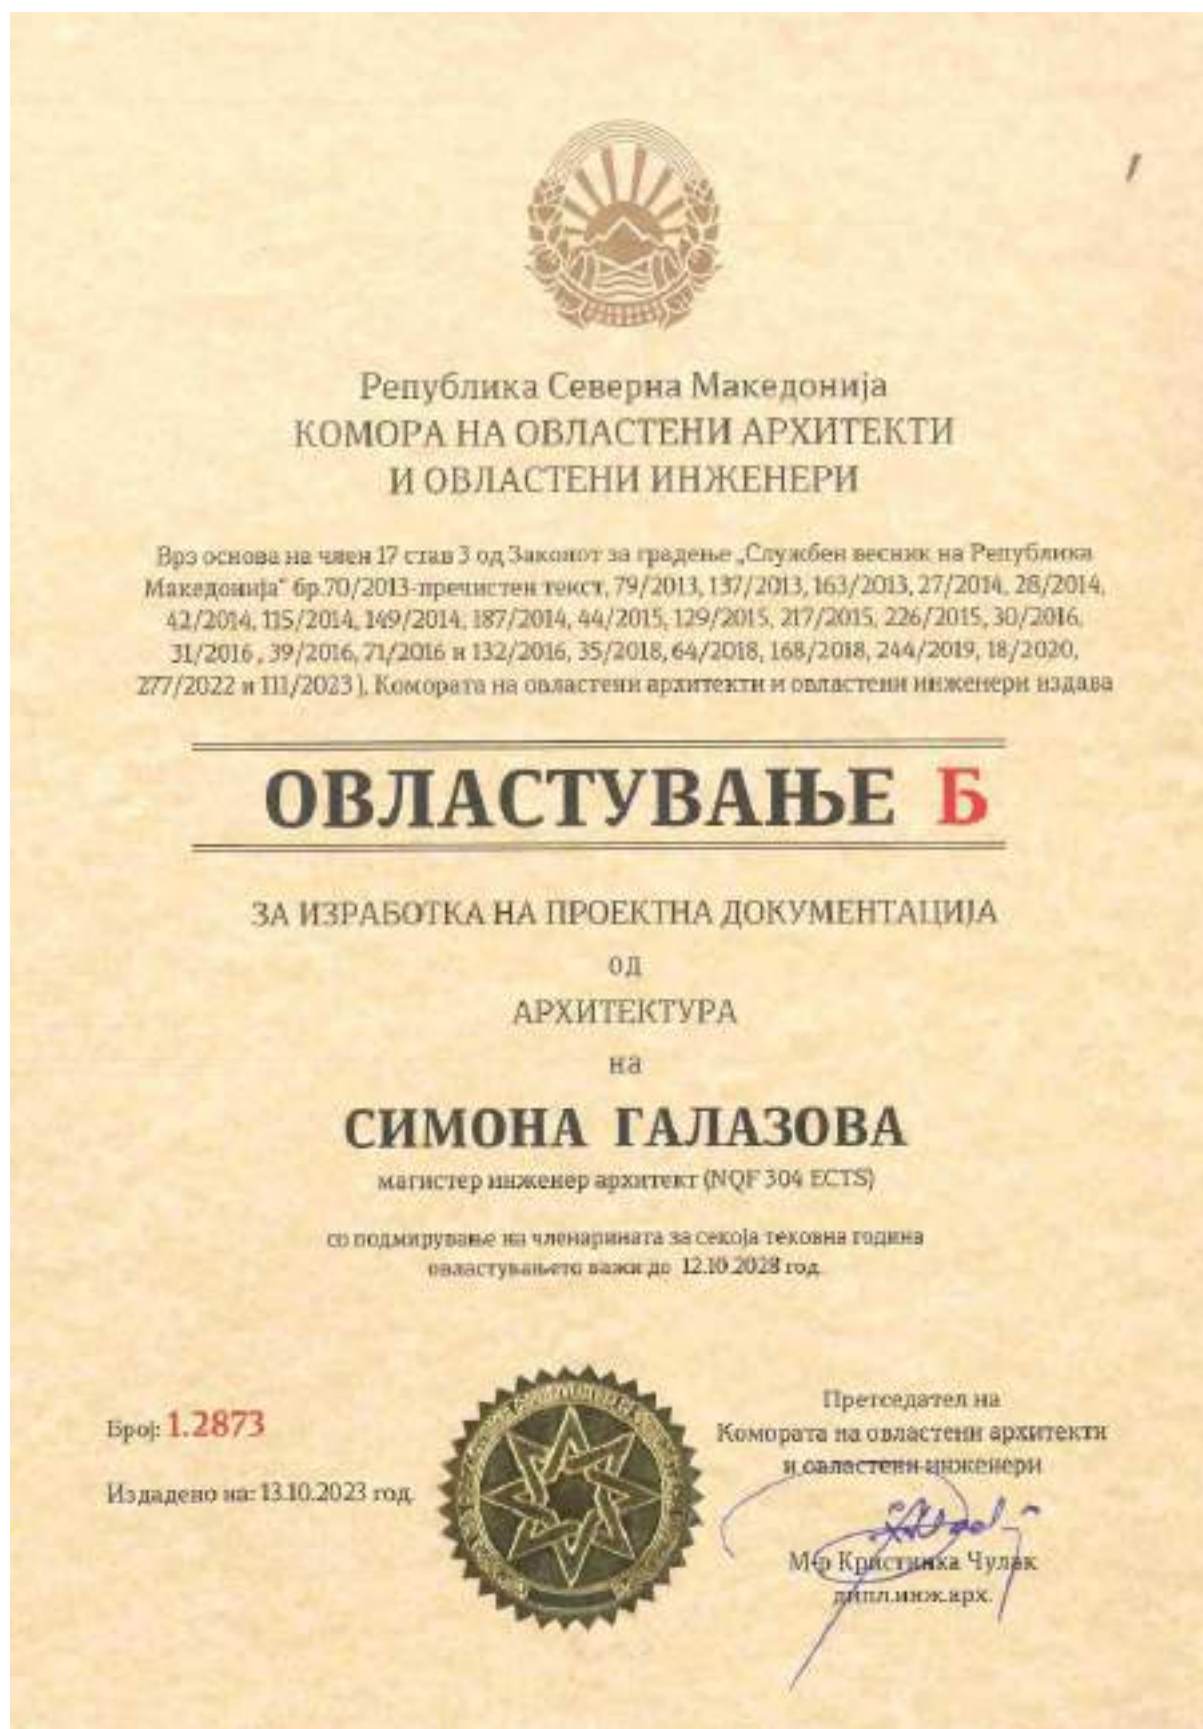 Република Северна Македонија
КОМОРА НА ОВЛАСТЕНИ АРХИТЕКТИ
И ОВЛАСТЕНИ ИНЖЕНЕРИ
Врз основа на член 17 став 3 од Законот за градење „Службен весник на Република
Македонија“ бр.70/2013-пречистен текст, 79/2013, 137/2013, 163/2013, 27/2014, 28/2014,
42/2014, 115/2014, 149/2014, 187/2014, 44/2015, 129/2015, 217/2015, 226/2015, 30/2016,
31/2016 , 39/2016, 71/2016 и 132/2016, 35/2018, 64/2018, 168/2018, 244/2019, 18/2020,
277/2022 и 111/2023 ), Комората на овластени архитекти и овластени инженери издава
ОВЛАСТУВАЊЕ Б
ЗА ИЗРАБОТКА НА ПРОЕКТНА ДОКУМЕНТАЦИЈА
од
АРХИТЕКТУРА
на
СИМОНА ГАЛАЗОВА
магистер инженер архитект (NQF 304 ECTS)
со подмирување на членарината за секоја тековна година
овластувањето важи до 12.10.2028 год.
Број: 1.2873
Издадено на: 13.10.2023 год.
Претседател на
Комората на овластени архитекти
и овластени инженери
М-р Кристинка Чулак
дипл.инж.арх.